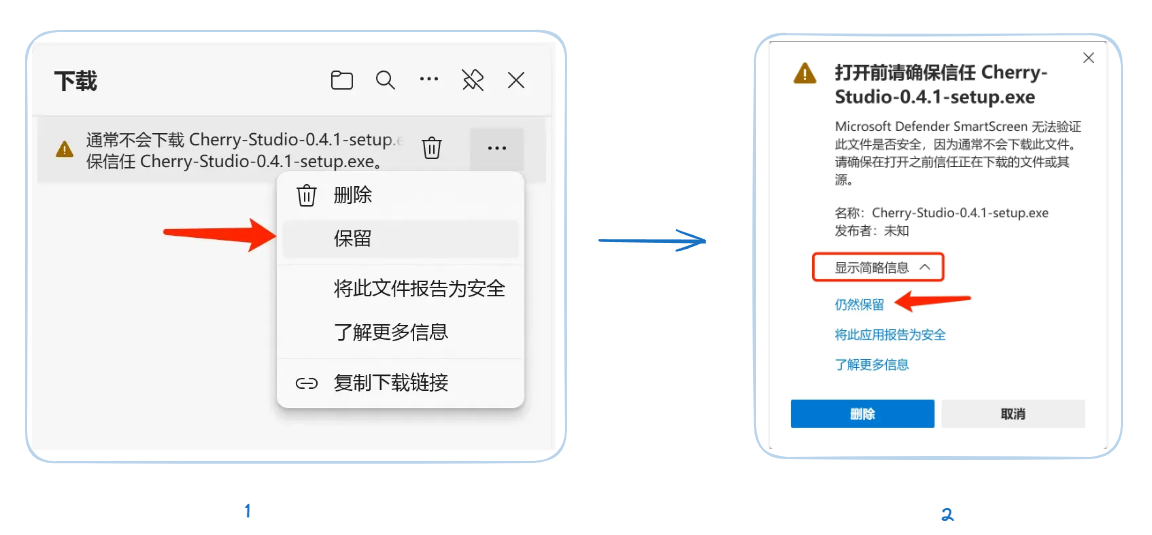 下载
通常不会下载 Cherry-Studio-0.4.1-setup.e
保信任 Cherry-Studio-0.4.1-setup.exe。
删除
保留
将此文件报告为安全
了解更多信息
复制下载链接
1
打开前请确保信任 Cherry-
Studio-0.4.1-setup.exe
Microsoft Defender SmartScreen 无法验证
此文件是否安全，因为通常不会下载此文件。
请确保在打开之前信任正在下载的文件或其
源。
名称：Cherry-Studio-0.4.1-setup.exe
发布者：未知
显示简略信息
仍然保留
将此应用报告为安全
了解更多信息
删除
取消
2